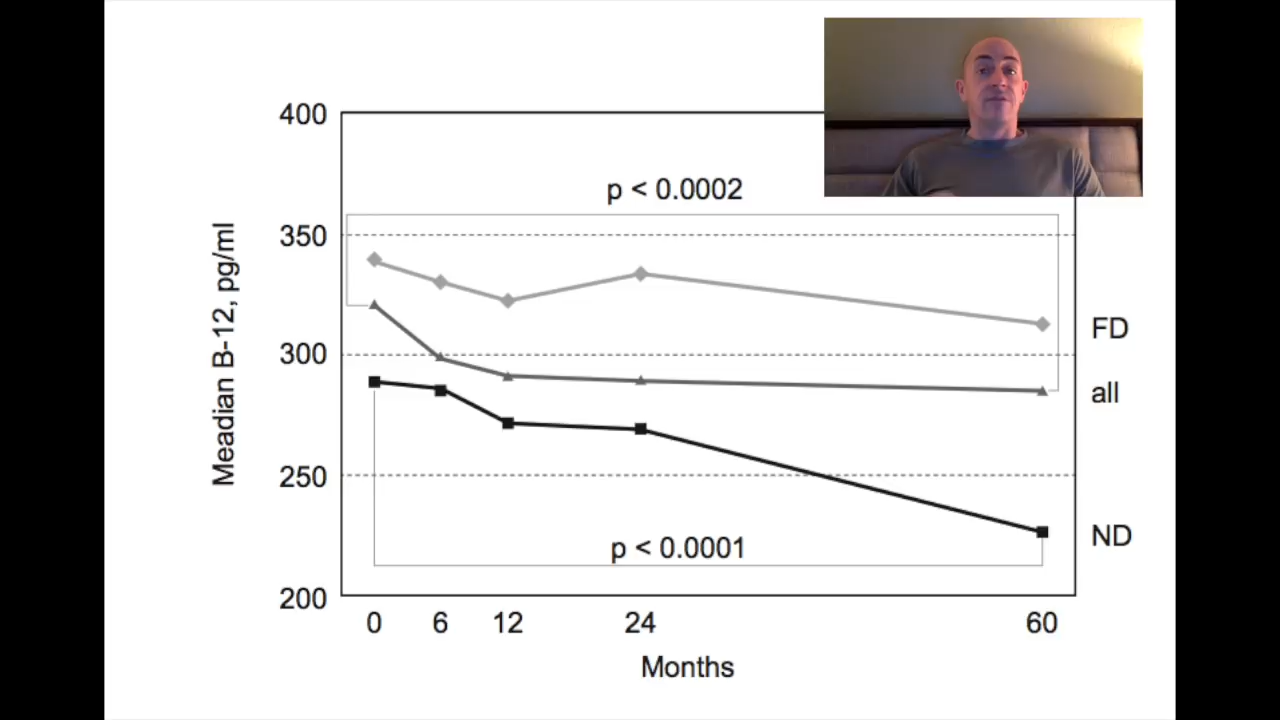 400
p < 0.0002
350
FD
300
all
250
ND
p < 0.0001
200
0 6 12 24 60
Months
Meadian B-12, pg/ml